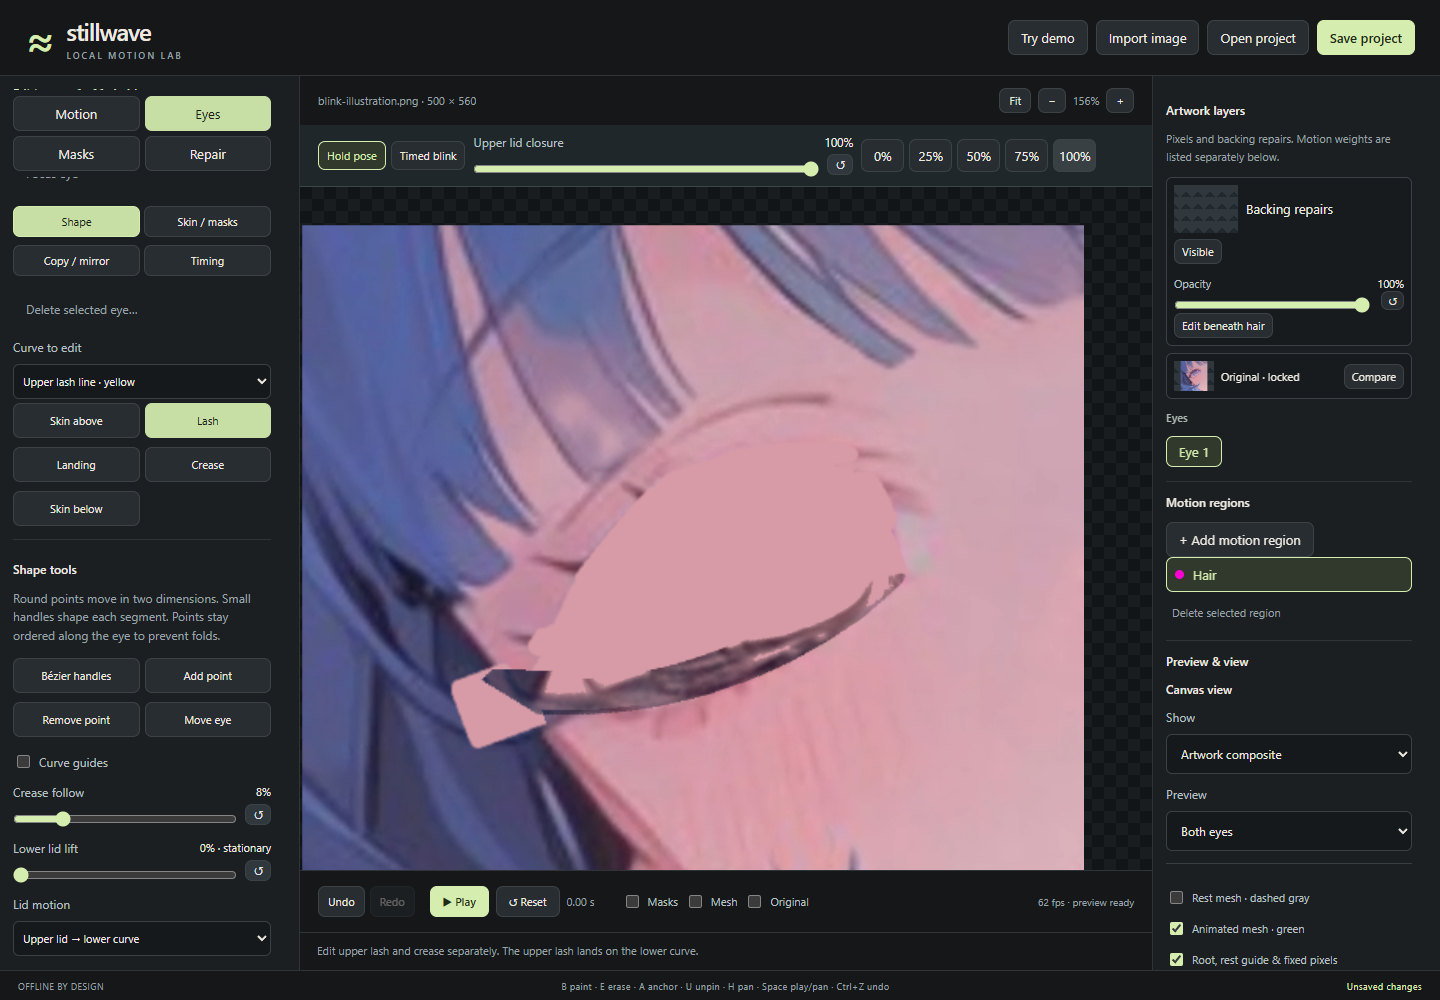 stillwave
LOCAL MOTION LAB
Try demo
Import image
Open project
Save project
Motion
Eyes
Masks
Repair
Shape
Skin / masks
Copy / mirror
Timing
Delete selected eye...
Curve to edit
Upper lash line · yellow
Skin above
Lash
Landing
Crease
Skin below
Shape tools
Round points move in two dimensions. Small
handles shape each segment. Points stay
ordered along the eye to prevent folds.
Bézier handles
Add point
Remove point
Move eye
Curve guides
Crease follow
8%
Lower lid lift
0% · stationary
Lid motion
Upper lid → lower curve
blink-illustration.png · 500 × 560
Fit
−
156%
+
Hold pose
Timed blink
Upper lid closure
100%
0%
25%
50%
75%
100%
Undo
Redo
▶ Play
↺ Reset
0.00 s
Masks
Mesh
Original
62 fps · preview ready
Edit upper lash and crease separately. The upper lash lands on the lower curve.
Artwork layers
Pixels and backing repairs. Motion weights are
listed separately below.
Backing repairs
Visible
Opacity
100%
Edit beneath hair
Original · locked
Compare
Eyes
Eye 1
Motion regions
+ Add motion region
Hair
Delete selected region
Preview & view
Canvas view
Show
Artwork composite
Preview
Both eyes
Rest mesh · dashed gray
Animated mesh · green
Root, rest guide & fixed pixels
OFFLINE BY DESIGN
B paint · E erase · A anchor · U unpin · H pan · Space play/pan · Ctrl+Z undo
Unsaved changes